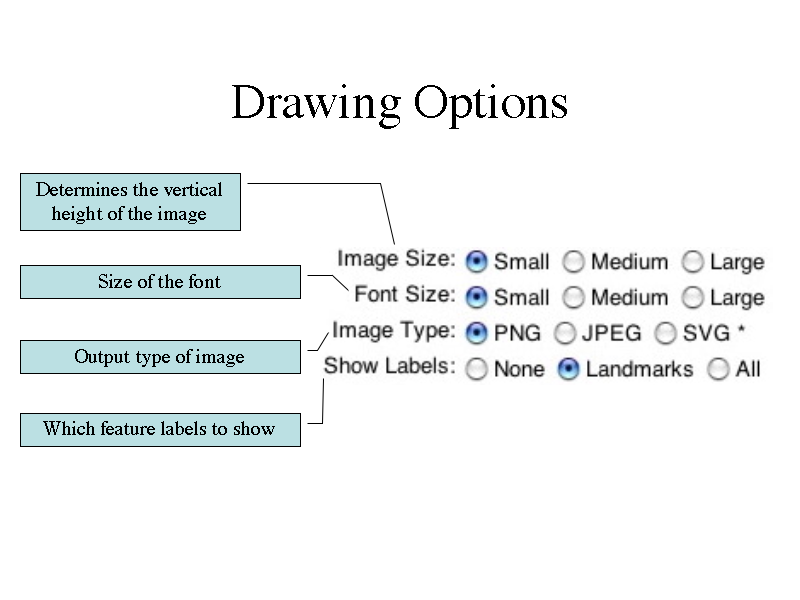 Drawing Options
Determines the vertical
height of the image
Image Size: Small Medium Large
Size of the font
Font Size: Small Medium Large
Image Type: PNG JPEG SVG *
Output type of image
Show Labels: None Landmarks All
Which feature labels to show